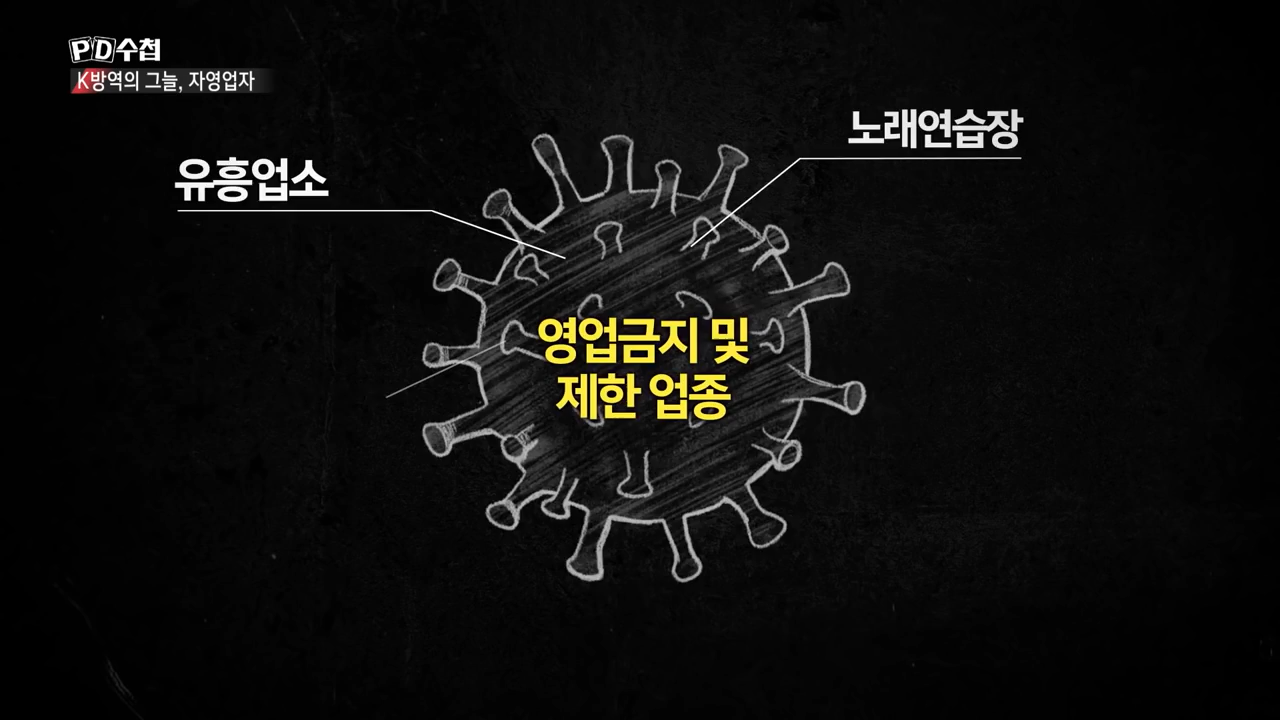 PD수첩
K방역의 그늘, 자영업자
노래연습장
유흥업소
영업금지 및
제한 업종